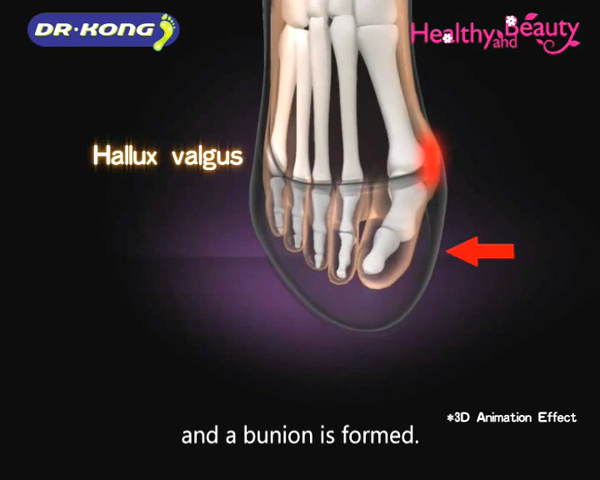 DR·KONG
Healthy and Beauty
Hallux valgus
*3D Animation Effect
and a bunion is formed.